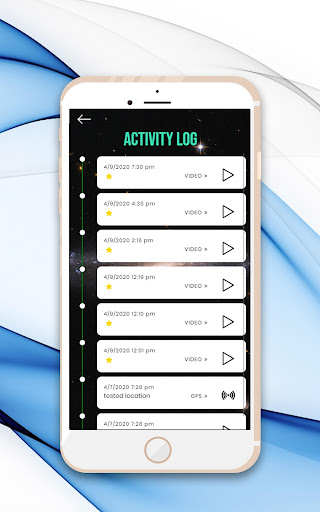 ACTIVITY LOG
4/9/2020 7:30 pm
VIDEO »
4/9/2020 4:35 pm
VIDEO »
4/9/2020 2:18 pm
VIDEO »
4/9/2020 12:19 pm
VIDEO »
4/9/2020 12:10 pm
VIDEO »
4/9/2020 12:01 pm
VIDEO »
4/7/2020 7:28 pm
tested location GPS »
4/7/2020 7:28 pm